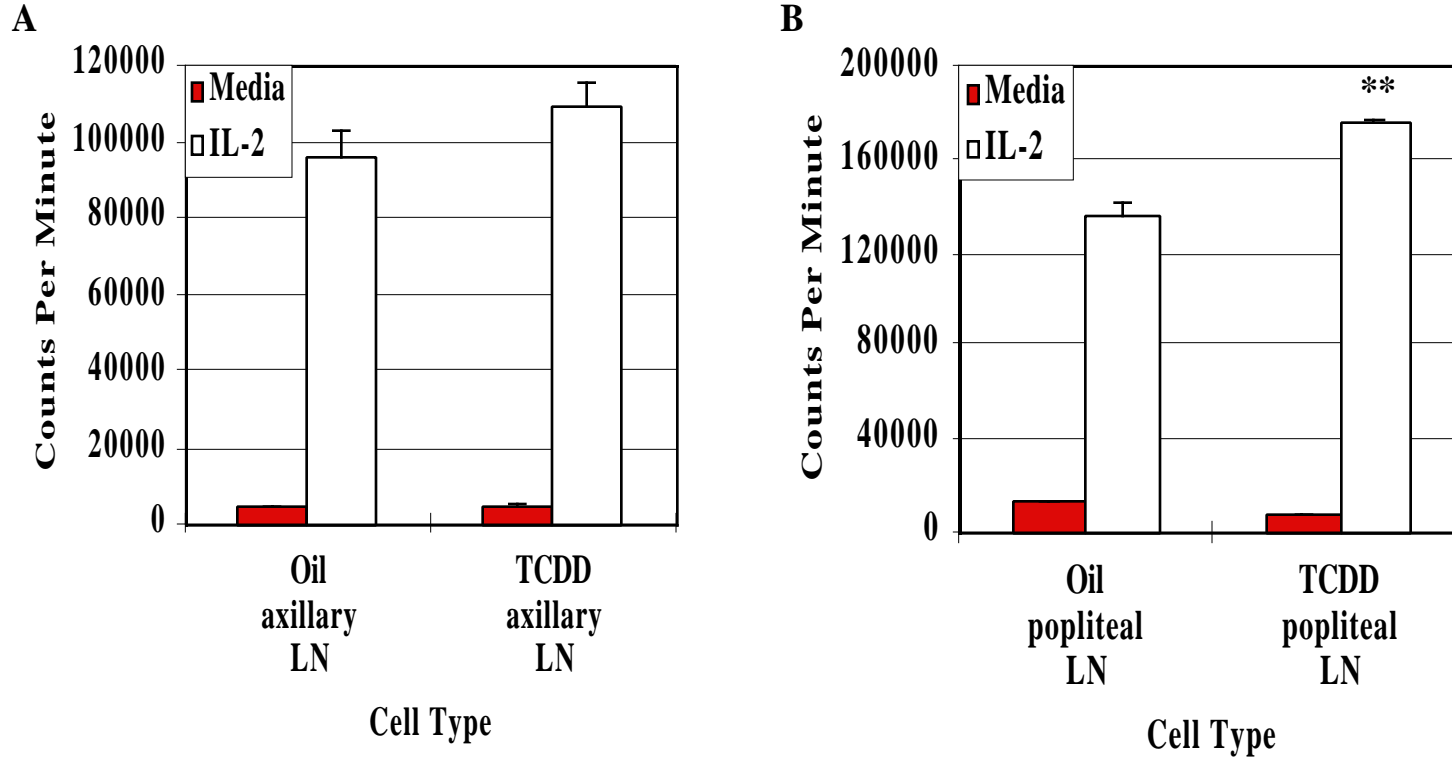 A
120000
100000
80000
60000
40000
20000
0
Counts Per Minute
Media
IL-2
Oil
axillary
LN
TCDD
axillary
LN
Cell Type
B
200000
160000
120000
80000
40000
0
Counts Per Minute
Media
IL-2
**
Oil
popliteal
LN
TCDD
popliteal
LN
Cell Type